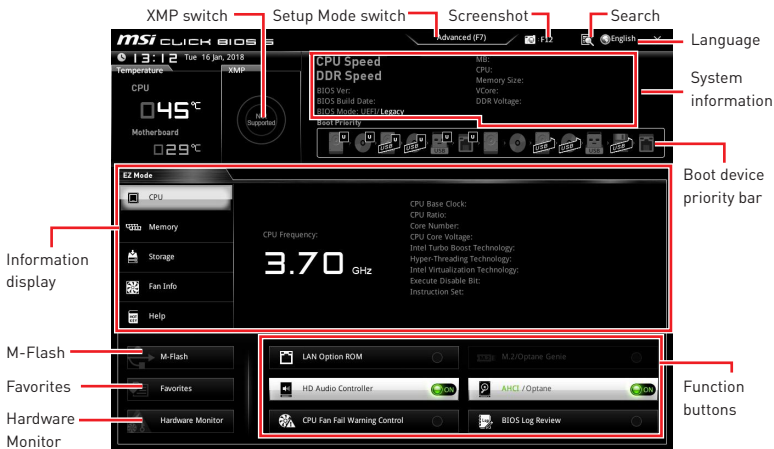 XMP switch
Setup Mode switch
Screenshot
Search
Language
System
information
Boot device
priority bar
Information
display
M-Flash
Favorites
Hardware
Monitor
Function
buttons
msi CLICK BIOS 5
Advanced (F7)
F12
English
13:12 Tue 16 Jan, 2018
Temperature
XMP
CPU
45°C
Motherboard
29°C
Not
Supported
CPU Speed
DDR Speed
BIOS Ver:
BIOS Build Date:
BIOS Mode: UEFI/Legacy
MB:
CPU:
Memory Size:
VCore:
DDR Voltage:
Boot Priority
U U U U U U
USB USB USB USB USB USB
EZ Mode
CPU
Memory
Storage
Fan Info
Help
CPU Frequency:
3.70 GHz
CPU Base Clock:
CPU Ratio:
Core Number:
CPU Core Voltage:
Intel Turbo Boost Technology:
Hyper-Threading Technology:
Intel Virtualization Technology:
Execute Disable Bit:
Instruction Set:
M-Flash
Favorites
Hardware Monitor
LAN Option ROM
M.2/Optane Genie
HD Audio Controller
ON
AHCI /Optane
ON
CPU Fan Fail Warning Control
BIOS Log Review